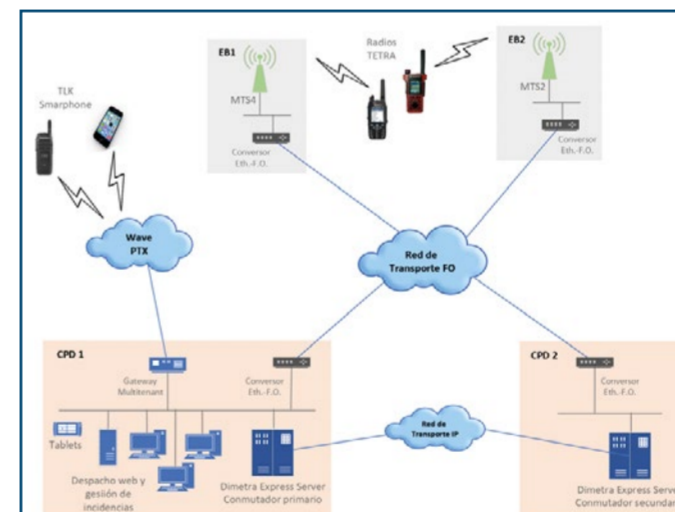 EB1
Radios
TETRA
EB2
TLK
Smarphone
MTS4
MTS2
Conversor
Eth.-F.O.
Conversor
Eth.-F.O.
Wave
PTX
Red de
Transporte FO
CPD 1
CPD 2
Gateway
Multitenant
Conversor
Eth.-F.O.
Conversor
Eth.-F.O.
Tablets
Red de
Transporte IP
Despacho web y
gesiión de
incidencias
Dimetra Express Server
Conmutador primario
Dimetra Express Serve
Conmutador secundar